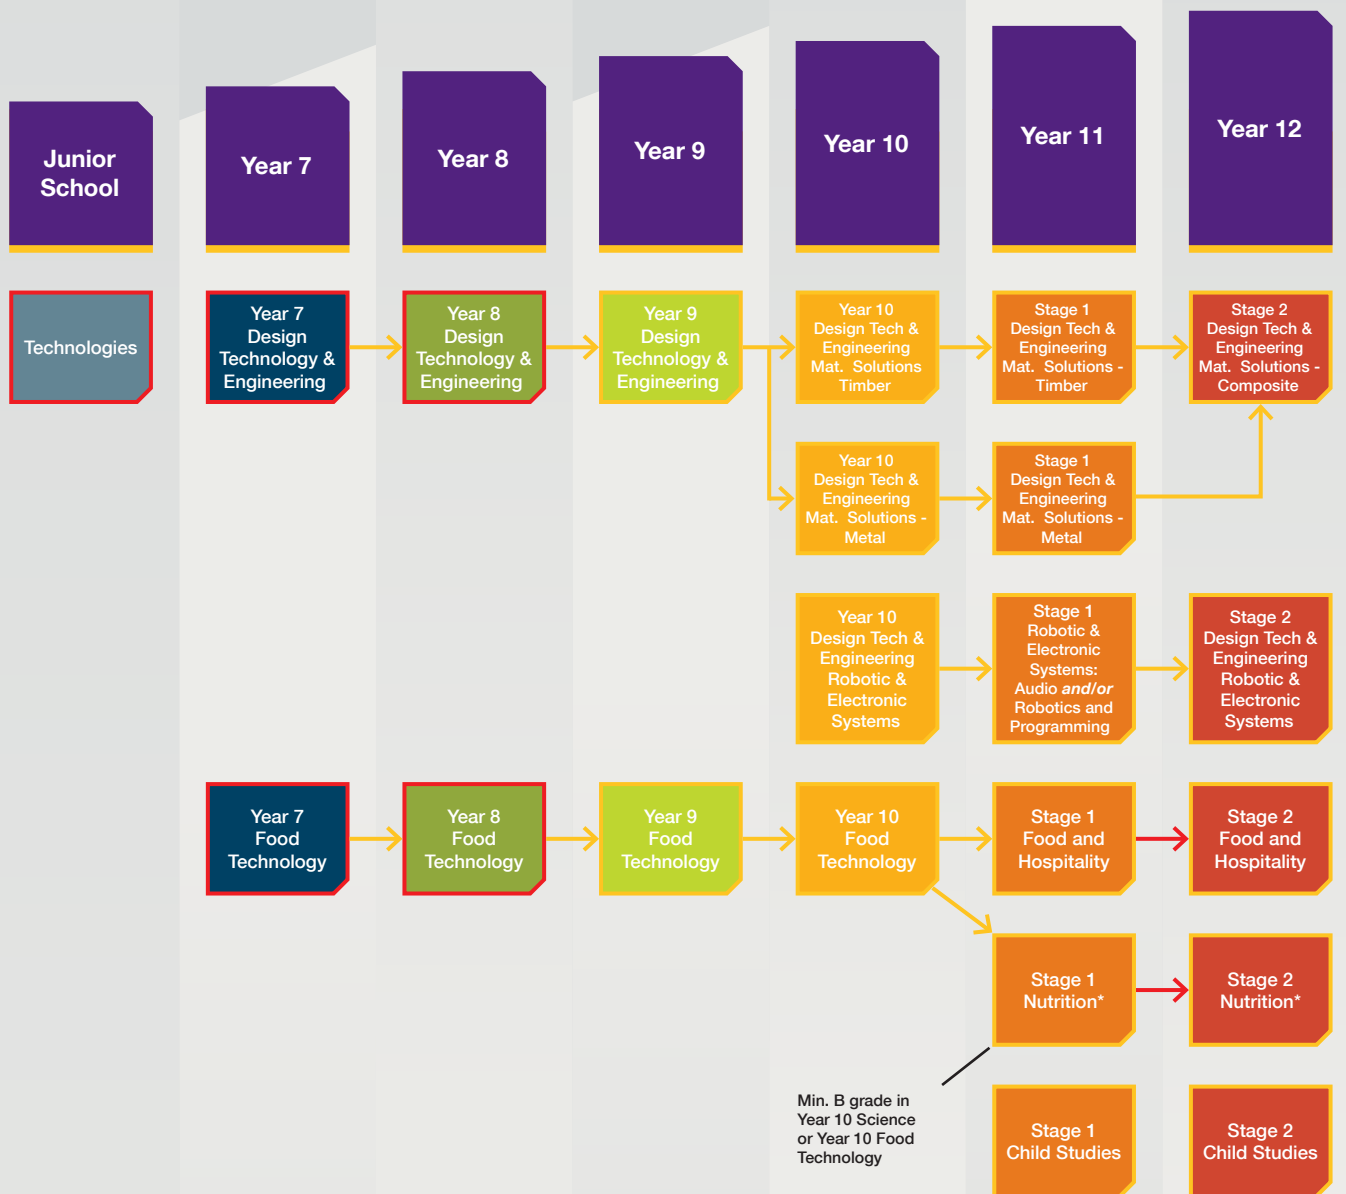 Junior
School
Year 7
Year 8
Year 9
Year 10
Year 11
Year 12
Technologies
Year 7
Design
Technology &
Engineering
Year 8
Design
Technology &
Engineering
Year 9
Design
Technology &
Engineering
Year 10
Design Tech &
Engineering
Mat. Solutions
Timber
Stage 1
Design Tech &
Engineering
Mat. Solutions -
Timber
Stage 2
Design Tech &
Engineering
Mat. Solutions -
Composite
Year 10
Design Tech &
Engineering
Mat. Solutions -
Metal
Stage 1
Design Tech &
Engineering
Mat. Solutions -
Metal
Year 10
Design Tech &
Engineering
Robotic &
Electronic
Systems
Stage 1
Robotic &
Electronic
Systems:
Audio and/or
Robotics and
Programming
Stage 2
Design Tech &
Engineering
Robotic &
Electronic
Systems
Year 7
Food
Technology
Year 8
Food
Technology
Year 9
Food
Technology
Year 10
Food
Technology
Stage 1
Food and
Hospitality
Stage 2
Food and
Hospitality
Stage 1
Nutrition*
Stage 2
Nutrition*
Min. B grade in
Year 10 Science
or Year 10 Food
Technology
Stage 1
Child Studies
Stage 2
Child Studies